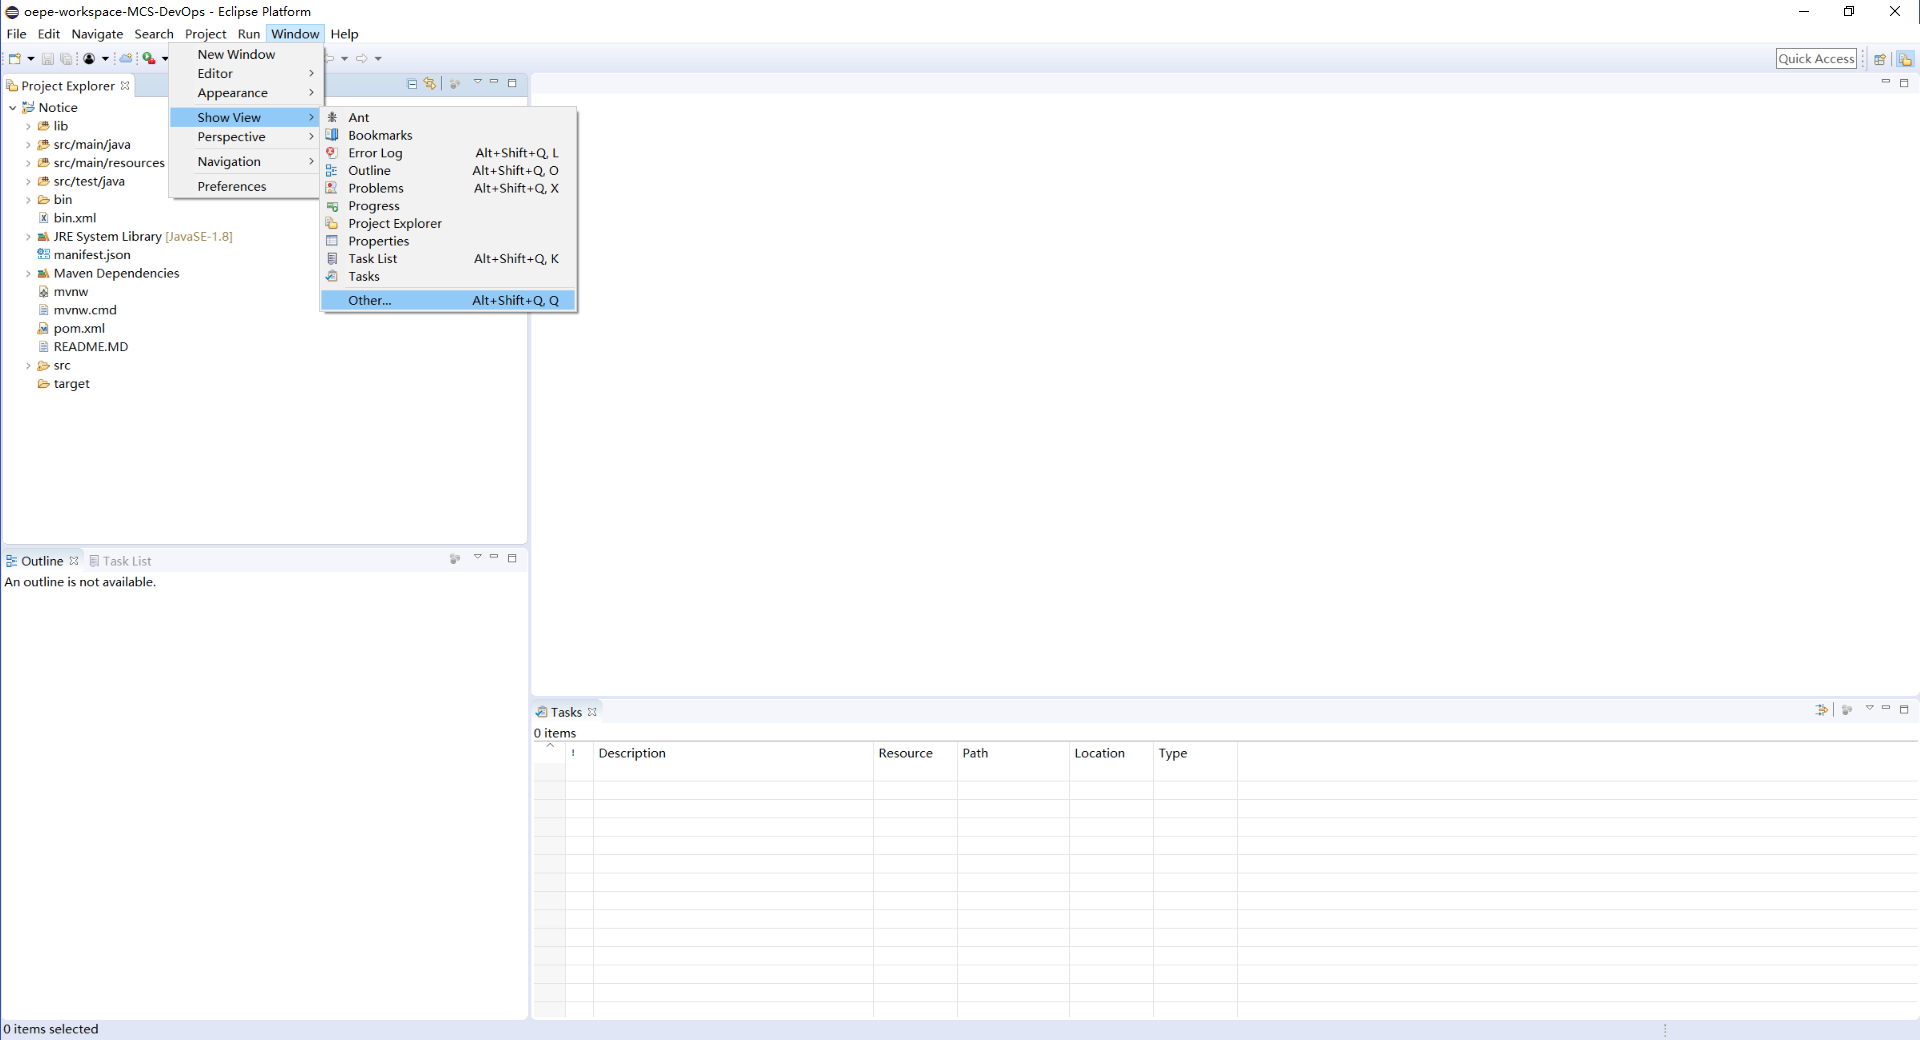 oepe-workspace-MCS-DevOps - Eclipse Platform
File Edit Navigate Search Project Run Window Help
Quick Access
New Window
Editor
Appearance
Show View
Perspective
Navigation
Preferences
Ant
Bookmarks
Error Log Alt+Shift+Q, L
Outline Alt+Shift+Q, O
Problems Alt+Shift+Q, X
Progress
Project Explorer
Properties
Task List Alt+Shift+Q, K
Tasks
Other... Alt+Shift+Q, Q
Project Explorer
Notice
lib
src/main/java
src/main/resources
src/test/java
bin
bin.xml
JRE System Library [JavaSE-1.8]
manifest.json
Maven Dependencies
mvnw
mvnw.cmd
pom.xml
README.MD
src
target
Outline Task List
An outline is not available.
Tasks
0 items
! Description Resource Path Location Type
0 items selected